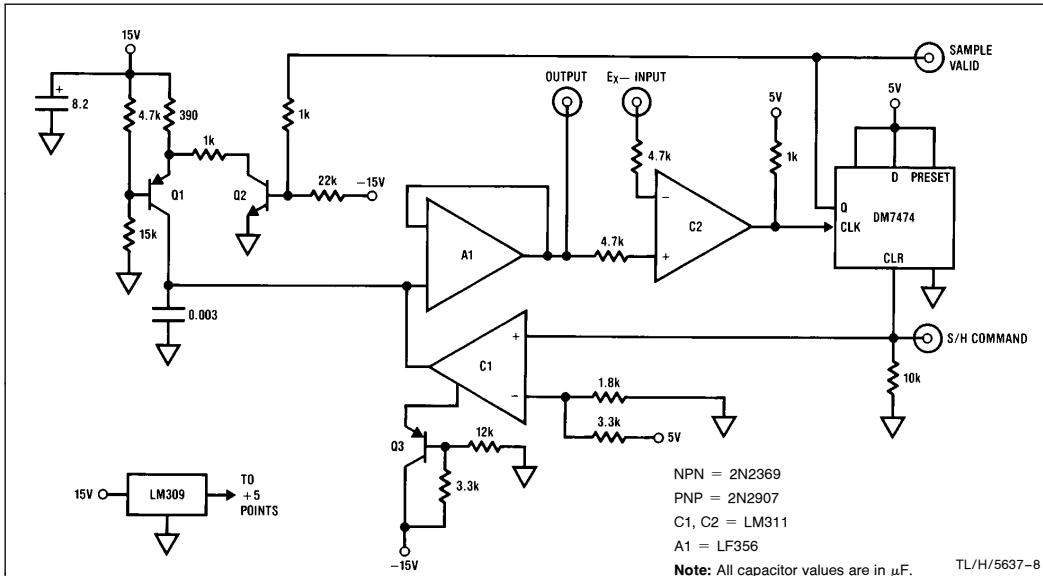 15V
SAMPLE
VALID
OUTPUT
EX– INPUT
+
8.2
4.7k
390
1k
5V
5V
1k
4.7k
1k
D
PRESET
Q1
Q2
22k
–15V
–
Q
DM7474
C2
CLK
15k
4.7k
+
CLR
A1
0.003
+
S/H COMMAND
C1
1.8k
10k
–
3.3k
5V
Q3
12k
3.3k
NPN = 2N2369
15V
LM309
TO
+5
POINTS
PNP = 2N2907
C1, C2 = LM311
A1 = LF356
–15V
Note: All capacitor values are in μF.
TL/H/5637–8